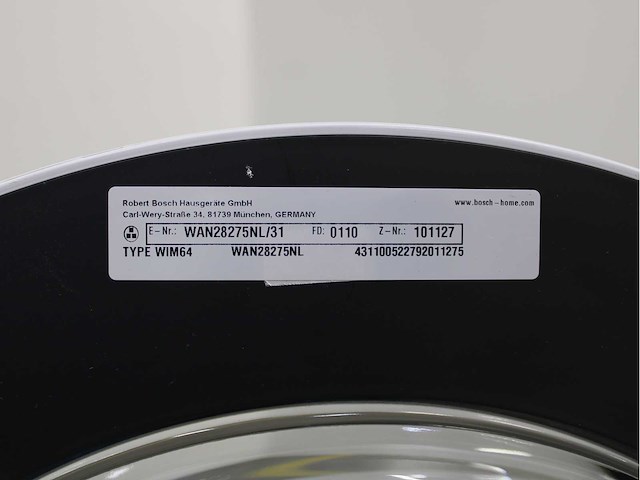 Robert Bosch Hausgeräte GmbH www.bosch-home.com
Carl-Wery-Straße 34, 81739 München, GERMANY
E-Nr.: WAN28275NL/31 FD: 0110 Z-Nr.: 101127
TYPE WIM64 WAN28275NL 431100522792011275